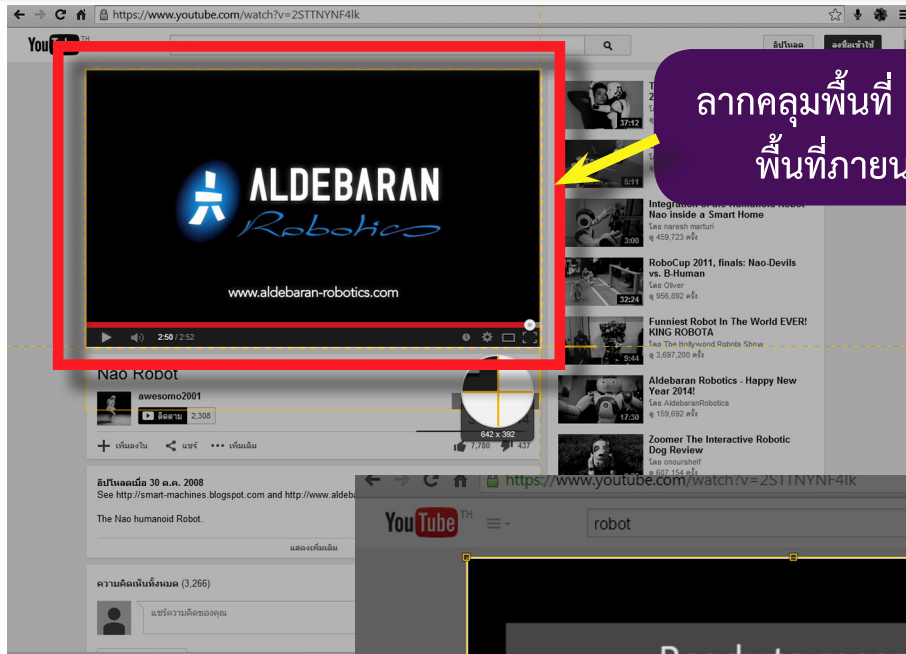 https://www.youtube.com/watch?v=2STTNYNF4lk
YouTube TH
อัปโหลด
ลงชื่อเข้าใช้
ลากคลุมพื้นที่
พื้นที่ภายน
ALDEBARAN
Robotics
www.aldebaran-robotics.com
2:50 / 2:52
37:12
5:11
Integration of the Humanoid Robot
Nao inside a Smart Home
โดย naresh marturi
ดู 459,723 ครั้ง
3:00
RoboCup 2011, finals: Nao-Devils
vs. B-Human
โดย Oliver
ดู 956,892 ครั้ง
32:24
Funniest Robot In The World EVER!
KING ROBOTA
โดย The Hollywood Robots Show
ดู 3,697,200 ครั้ง
9:44
Aldebaran Robotics - Happy New
Year 2014!
โดย AldebaranRobotics
ดู 159,692 ครั้ง
17:30
Zoomer The Interactive Robotic
Dog Review
โดย onourshelf
ดู 607,154 ครั้ง
Nao Robot
awesomo2001
ติดตาม 2,308
642 x 392
เพิ่มลงใน แชร์ เพิ่มเติม
7,780 437
อัปโหลดเมื่อ 30 ต.ค. 2008
See http://smart-machines.blogspot.com and http://www.aldeba
The Nao humanoid Robot.
แสดงเพิ่มเติม
ความคิดเห็นทั้งหมด (3,266)
แชร์ความคิดของคุณ
https://www.youtube.com/watch?v=2STTNYNF4lk
YouTube TH
robot